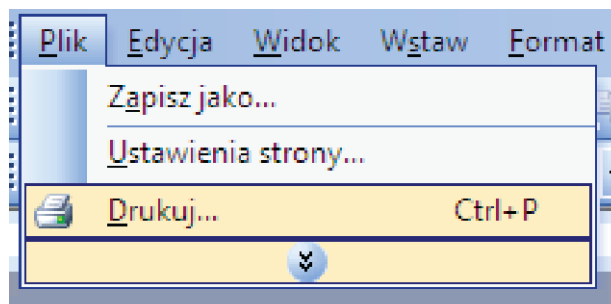 Plik Edycja Widok Wstaw Format
Zapisz jako...
Ustawienia strony...
Drukuj... Ctrl+P